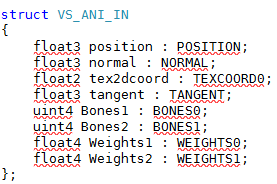 struct VS_ANI_IN
{
    float3 position : POSITION;
    float3 normal : NORMAL;
    float2 tex2dcoord : TEXCOORD0;
    float3 tangent : TANGENT;
    uint4 Bones1 : BONES0;
    uint4 Bones2 : BONES1;
    float4 Weights1 : WEIGHTS0;
    float4 Weights2 : WEIGHTS1;
};